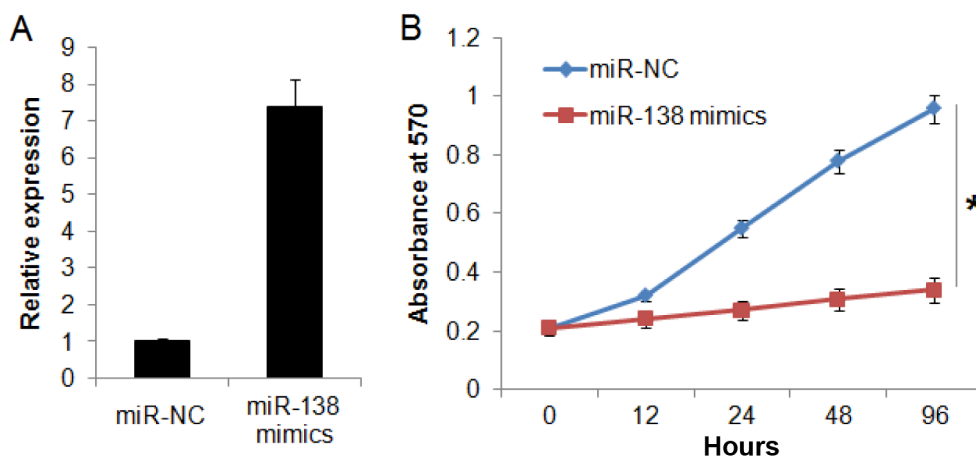 A
Relative expression
9
8
7
6
5
4
3
2
1
0
miR-NC
miR-138
mimics
B
Absorbance at 570
1.2
1
0.8
0.6
0.4
0.2
0
miR-NC
miR-138 mimics
*
0 12 24 48 96
Hours